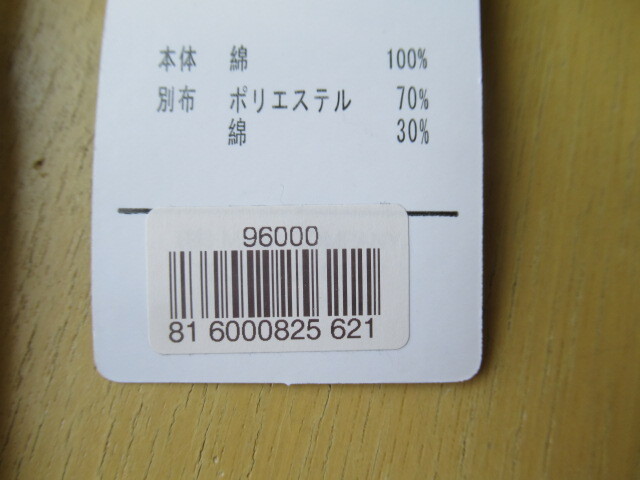 本体 綿 100%
別布 ポリエステル 70%
綿 30%
96000
81 6000825 621